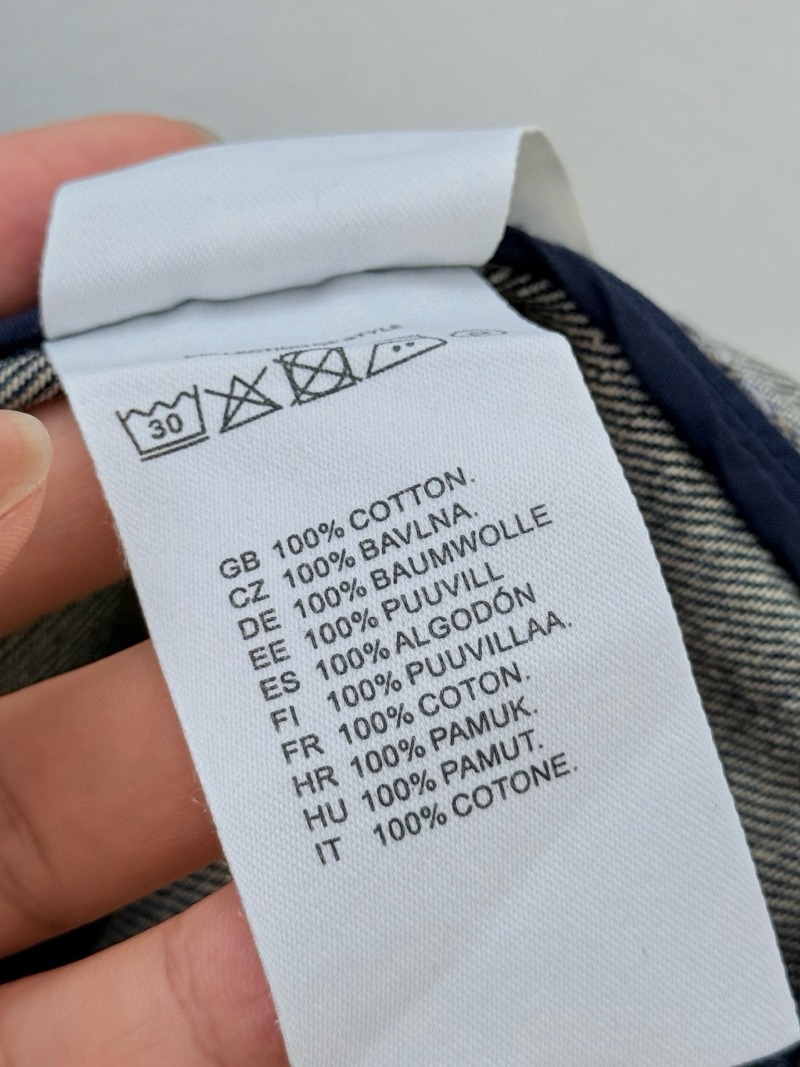 30
GB 100% COTTON.
CZ 100% BAVLNA.
DE 100% BAUMWOLLE
EE 100% PUUVILL
ES 100% ALGODÓN
FI 100% PUUVILLAA.
FR 100% COTON.
HR 100% PAMUK.
HU 100% PAMUT.
IT 100% COTONE.